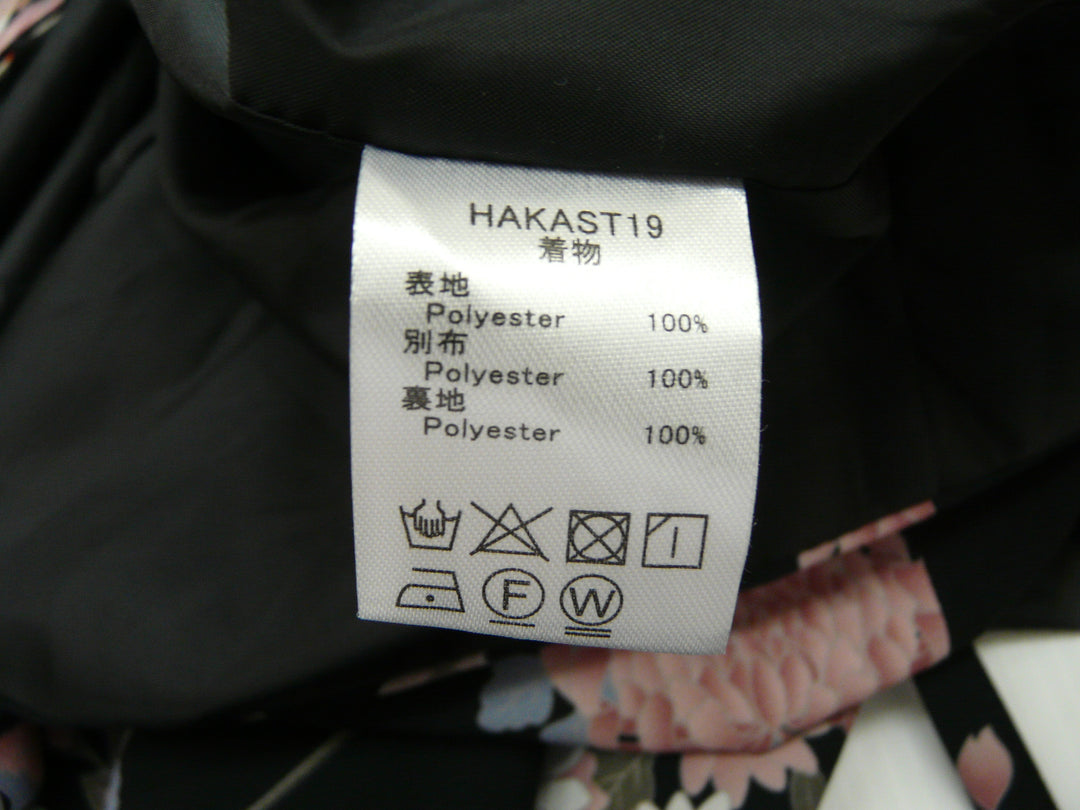 HAKAST19
着物
表地
Polyester 100%
別布
Polyester 100%
裏地
Polyester 100%
F W